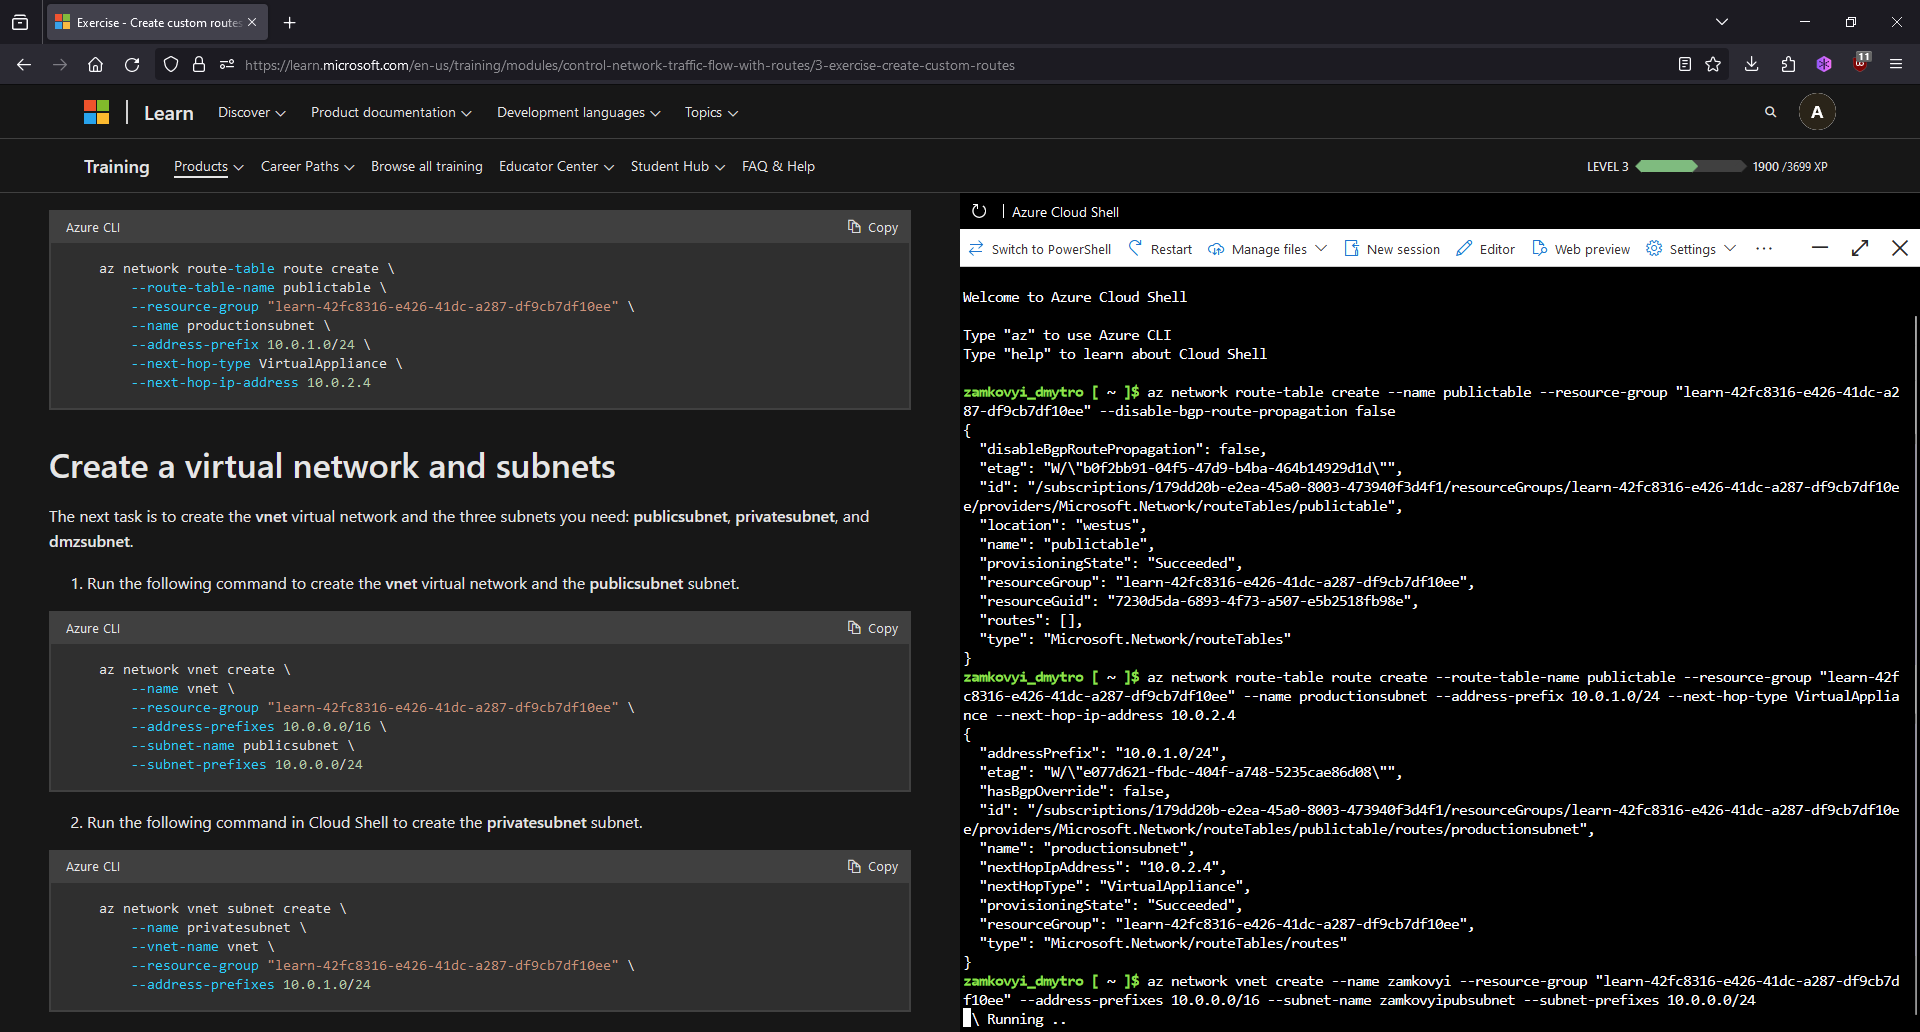 Exercise - Create custom routes
https://learn.microsoft.com/en-us/training/modules/control-network-traffic-flow-with-routes/3-exercise-create-custom-routes
11
Learn
Discover
Product documentation
Development languages
Topics
A
Training
Products
Career Paths
Browse all training
Educator Center
Student Hub
FAQ & Help
LEVEL 3
1900 /3699 XP
Azure CLI
Copy
az network route-table route create \
--route-table-name publictable \
--resource-group "learn-42fc8316-e426-41dc-a287-df9cb7df10ee" \
--name productionsubnet \
--address-prefix 10.0.1.0/24 \
--next-hop-type VirtualAppliance \
--next-hop-ip-address 10.0.2.4
Create a virtual network and subnets
The next task is to create the vnet virtual network and the three subnets you need: publicsubnet, privatesubnet, and
dmzsubnet.
1. Run the following command to create the vnet virtual network and the publicsubnet subnet.
Azure CLI
Copy
az network vnet create \
--name vnet \
--resource-group "learn-42fc8316-e426-41dc-a287-df9cb7df10ee" \
--address-prefixes 10.0.0.0/16 \
--subnet-name publicsubnet \
--subnet-prefixes 10.0.0.0/24
2. Run the following command in Cloud Shell to create the privatesubnet subnet.
Azure CLI
Copy
az network vnet subnet create \
--name privatesubnet \
--vnet-name vnet \
--resource-group "learn-42fc8316-e426-41dc-a287-df9cb7df10ee" \
--address-prefixes 10.0.1.0/24
Azure Cloud Shell
Switch to PowerShell
Restart
Manage files
New session
Editor
Web preview
Settings
Welcome to Azure Cloud Shell
Type "az" to use Azure CLI
Type "help" to learn about Cloud Shell
zamkovyi_dmytro [ ~ ]$ az network route-table create --name publictable --resource-group "learn-42fc8316-e426-41dc-a2
87-df9cb7df10ee" --disable-bgp-route-propagation false
{
"disableBgpRoutePropagation": false,
"etag": "W/\"b0f2bb91-04f5-47d9-b4ba-464b14929d1d\"",
"id": "/subscriptions/179dd20b-e2ea-45a0-8003-473940f3d4f1/resourceGroups/learn-42fc8316-e426-41dc-a287-df9cb7df10e
e/providers/Microsoft.Network/routeTables/publictable",
"location": "westus",
"name": "publictable",
"provisioningState": "Succeeded",
"resourceGroup": "learn-42fc8316-e426-41dc-a287-df9cb7df10ee",
"resourceGuid": "7230d5da-6893-4f73-a507-e5b2518fb98e",
"routes": [],
"type": "Microsoft.Network/routeTables"
}
zamkovyi_dmytro [ ~ ]$ az network route-table route create --route-table-name publictable --resource-group "learn-42f
c8316-e426-41dc-a287-df9cb7df10ee" --name productionsubnet --address-prefix 10.0.1.0/24 --next-hop-type VirtualApplia
nce --next-hop-ip-address 10.0.2.4
{
"addressPrefix": "10.0.1.0/24",
"etag": "W/\"e077d621-fbdc-404f-a748-5235cae86d08\"",
"hasBgpOverride": false,
"id": "/subscriptions/179dd20b-e2ea-45a0-8003-473940f3d4f1/resourceGroups/learn-42fc8316-e426-41dc-a287-df9cb7df10e
e/providers/Microsoft.Network/routeTables/publictable/routes/productionsubnet",
"name": "productionsubnet",
"nextHopIpAddress": "10.0.2.4",
"nextHopType": "VirtualAppliance",
"provisioningState": "Succeeded",
"resourceGroup": "learn-42fc8316-e426-41dc-a287-df9cb7df10ee",
"type": "Microsoft.Network/routeTables/routes"
}
zamkovyi_dmytro [ ~ ]$ az network vnet create --name zamkovyi --resource-group "learn-42fc8316-e426-41dc-a287-df9cb7d
f10ee" --address-prefixes 10.0.0.0/16 --subnet-name zamkovyipubsubnet --subnet-prefixes 10.0.0.0/24
\ Running ..